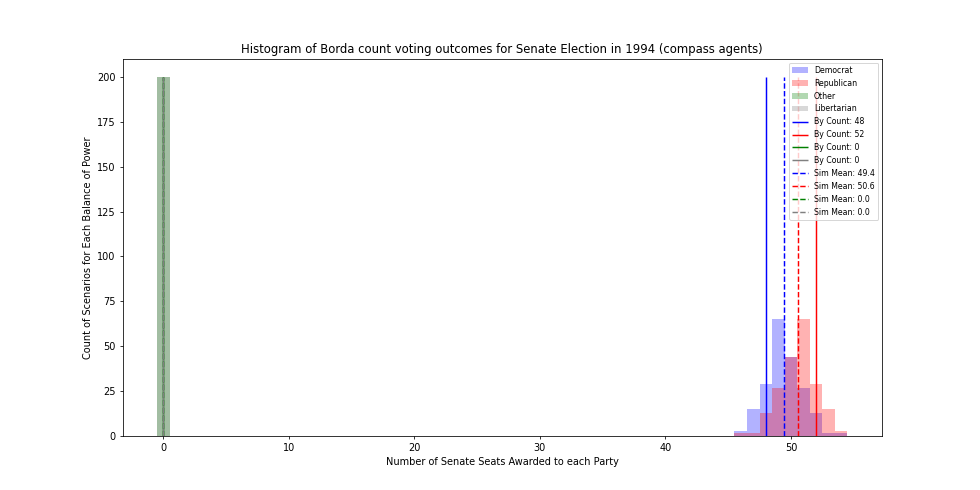 Histogram of Borda count voting outcomes for Senate Election in 1994 (compass agents)
Count of Scenarios for Each Balance of Power
200
175
150
125
100
75
50
25
0
0
10
20
30
40
50
Number of Senate Seats Awarded to each Party
Democrat
Republican
Other
Libertarian
By Count: 48
By Count: 52
By Count: 0
By Count: 0
Sim Mean: 49.4
Sim Mean: 50.6
Sim Mean: 0.0
Sim Mean: 0.0